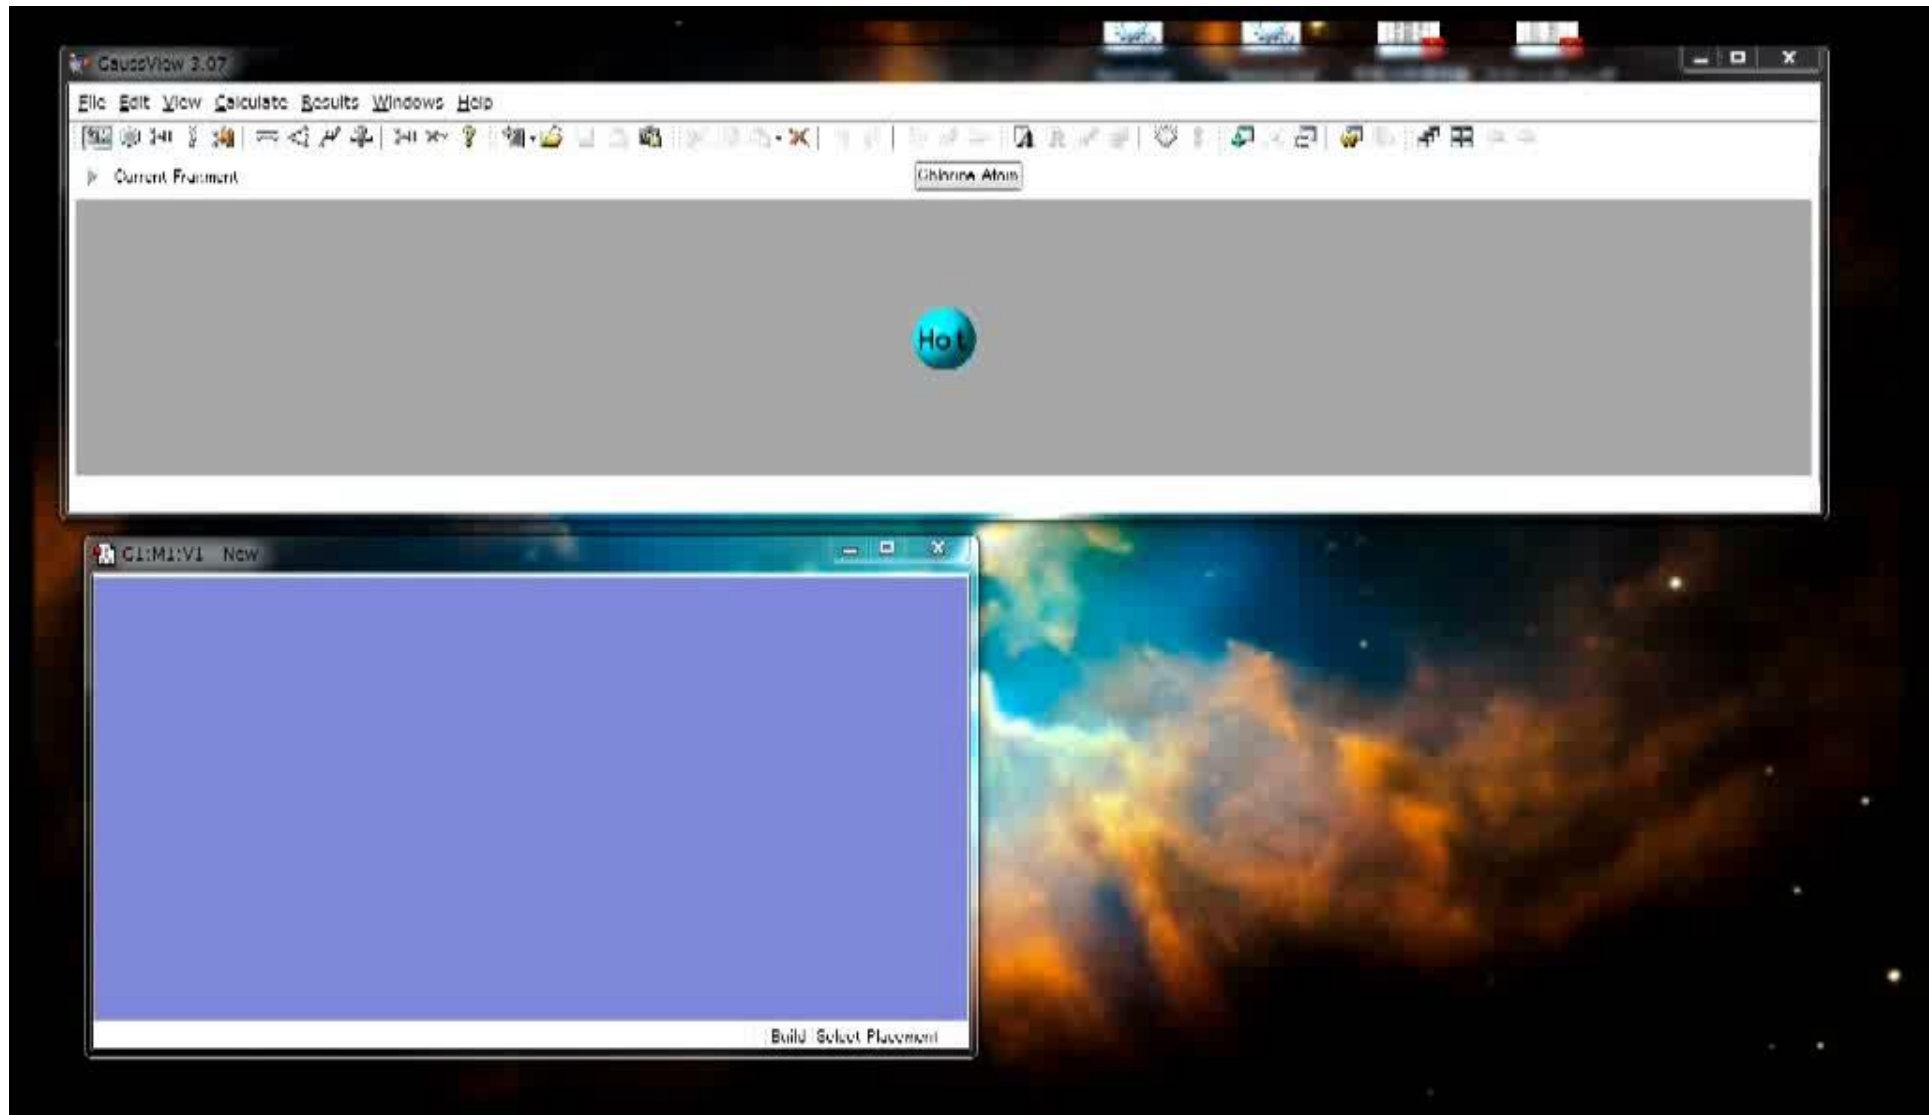 GaussView 3.07
File Edit View Calculate Results Windows Help
Current Fragment
Chlorine Atom
Hot
G1:M1:V1 New
Build Select Placement